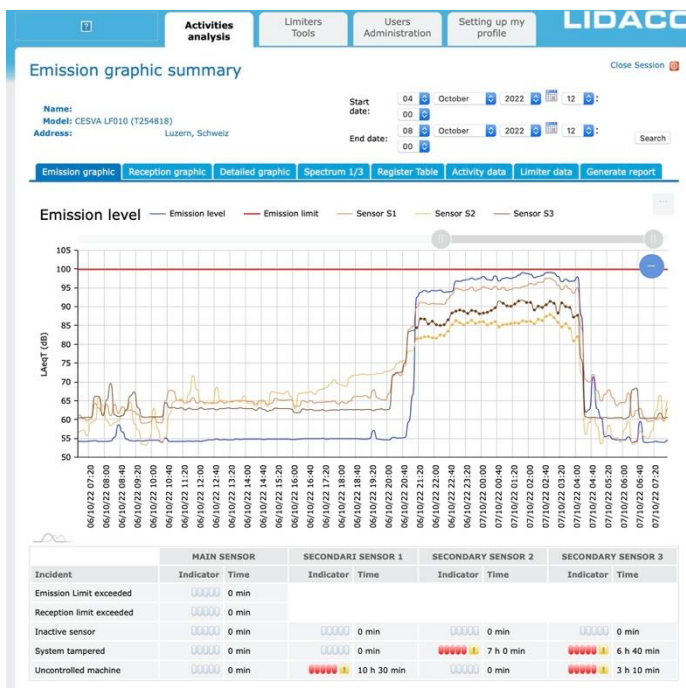 ?
Activities
analysis
Limiters
Tools
Users
Administration
Setting up my
profile
LIDACO
Emission graphic summary
Close Session
Name:
Model: CESVA LF010 (T254818)
Address: Luzern, Schweiz
Start
date:
04 October 2022 12 :
00
End date:
08 October 2022 12 :
00
Search
Emission graphic Reception graphic Detailed graphic Spectrum 1/3 Register Table Activity data Limiter data Generate report
Emission level Emission level Emission limit Sensor S1 Sensor S2 Sensor S3
...
105
100
95
90
85
80
75
70
65
60
55
50
LAeqT (dB)
06/10/22 07:20
06/10/22 08:00
06/10/22 08:40
06/10/22 09:20
06/10/22 10:00
06/10/22 10:40
06/10/22 11:20
06/10/22 12:00
06/10/22 12:40
06/10/22 13:20
06/10/22 14:00
06/10/22 14:40
06/10/22 15:20
06/10/22 16:00
06/10/22 16:40
06/10/22 17:20
06/10/22 18:00
06/10/22 18:40
06/10/22 19:20
06/10/22 20:00
06/10/22 20:40
06/10/22 21:20
06/10/22 22:00
06/10/22 22:40
06/10/22 23:20
07/10/22 00:00
07/10/22 00:40
07/10/22 01:20
07/10/22 02:00
07/10/22 02:40
07/10/22 03:20
07/10/22 04:00
07/10/22 04:40
07/10/22 05:20
07/10/22 06:00
07/10/22 06:40
07/10/22 07:20
MAIN SENSOR SECONDARI SENSOR 1 SECONDARY SENSOR 2 SECONDARY SENSOR 3
Incident Indicator Time Indicator Time Indicator Time Indicator Time
Emission Limit exceeded 0 min
Reception limit exceeded 0 min
Inactive sensor 0 min 0 min 0 min 0 min
System tampered 0 min 0 min 7 h 0 min 6 h 40 min
Uncontrolled machine 0 min 10 h 30 min 0 min 3 h 10 min